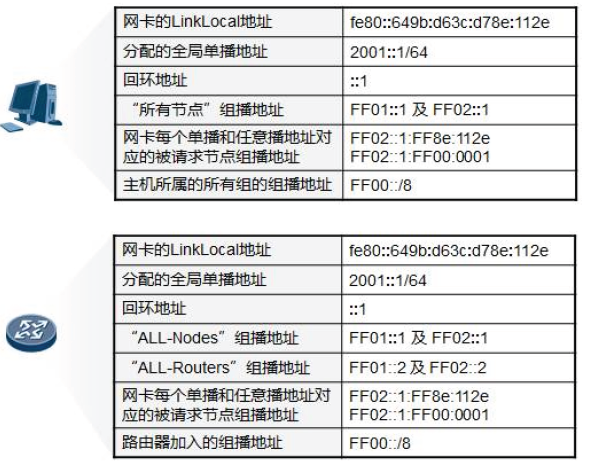 网卡的LinkLocal地址 fe80::649b:d63c:d78e:112e
分配的全局单播地址 2001::1/64
回环地址 ::1
“所有节点”组播地址 FF01::1 及 FF02::1
网卡每个单播和任意播地址对 FF02::1:FF8e:112e
应的被请求节点组播地址 FF02::1:FF00:0001
主机所属的所有组的组播地址 FF00::/8
网卡的LinkLocal地址 fe80::649b:d63c:d78e:112e
分配的全局单播地址 2001::1/64
回环地址 ::1
“ALL-Nodes”组播地址 FF01::1 及 FF02::1
“ALL-Routers”组播地址 FF01::2 及 FF02::2
网卡每个单播和任意播地址对 FF02::1:FF8e:112e
应的被请求节点组播地址 FF02::1:FF00:0001
路由器加入的组播地址 FF00::/8